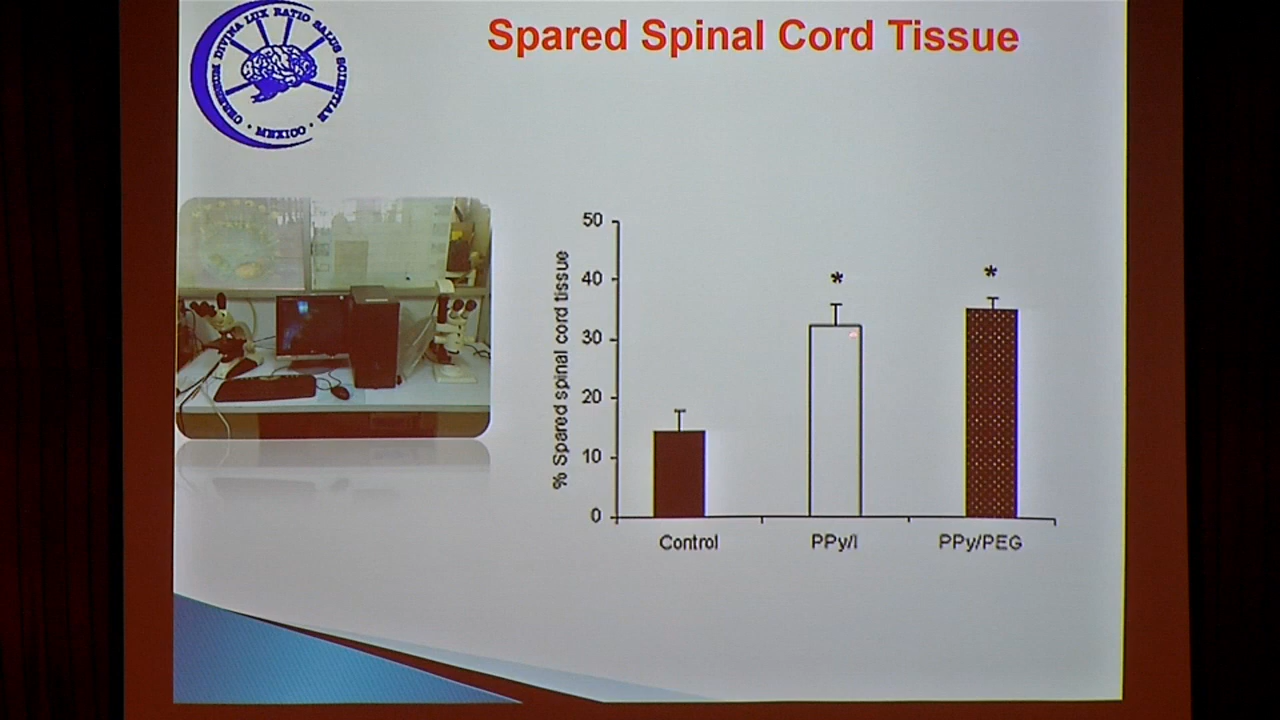 CEREBRUM DIVINA LUX RATIO SALUS SCIENTIAE
• MEXICO •
Spared Spinal Cord Tissue
% Spared spinal cord tissue
50
40
30
20
10
0
*
*
Control
PPy/I
PPy/PEG